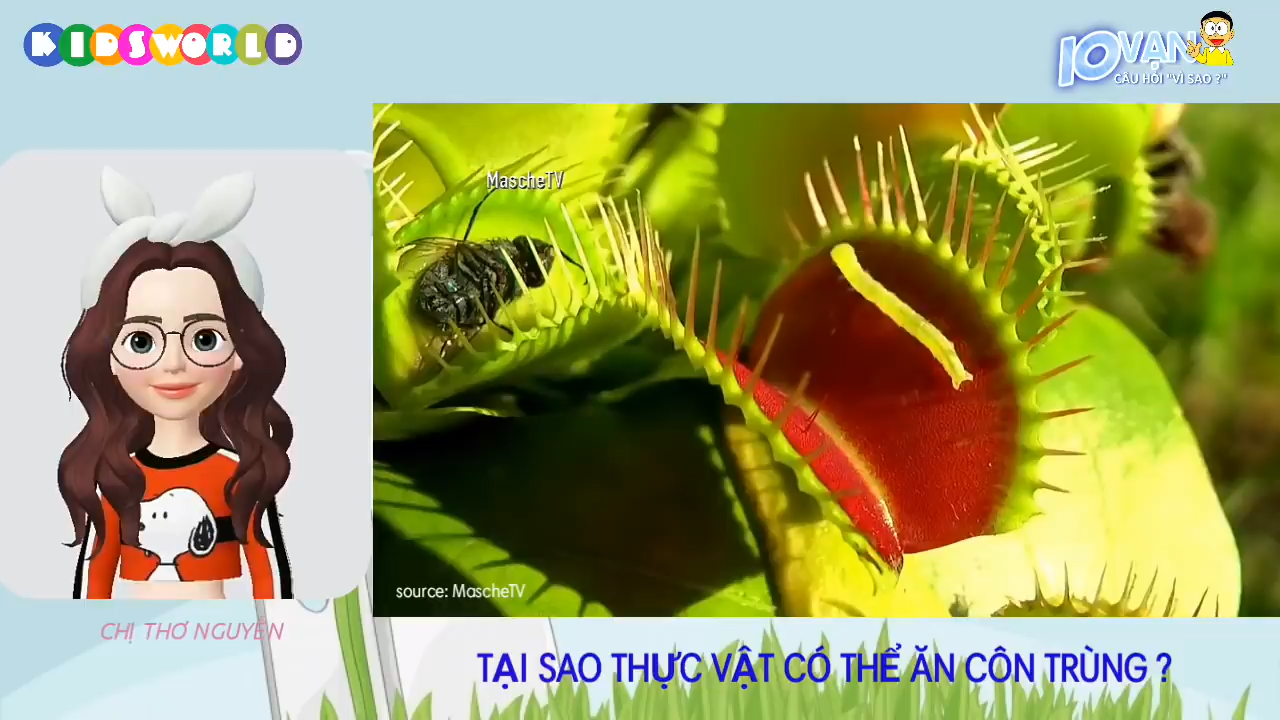 KIDSWORLD
10 VẠN
CÂU HỎI "VÌ SAO ?"
MascheTV
source: MascheTV
CHỊ THƠ NGUYỄN
TẠI SAO THỰC VẬT CÓ THỂ ĂN CÔN TRÙNG ?